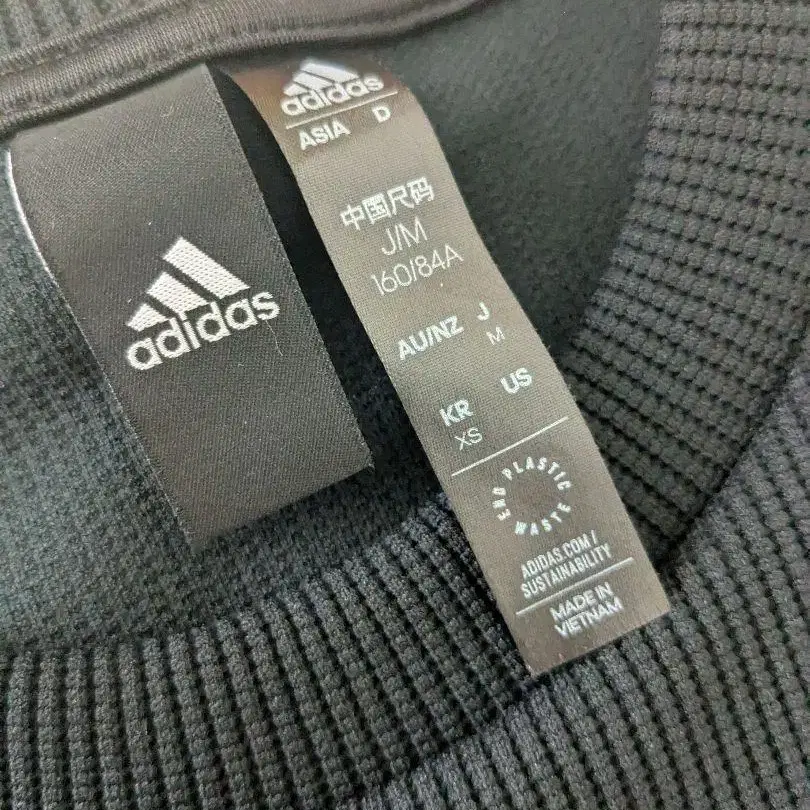 adidas
adidas
ASIA D
中国尺码
J/M
160/84A
AU/NZ J
M
KR US
XS
END PLASTIC WASTE
ADIDAS.COM/
SUSTAINABILITY
MADE IN
VIETNAM